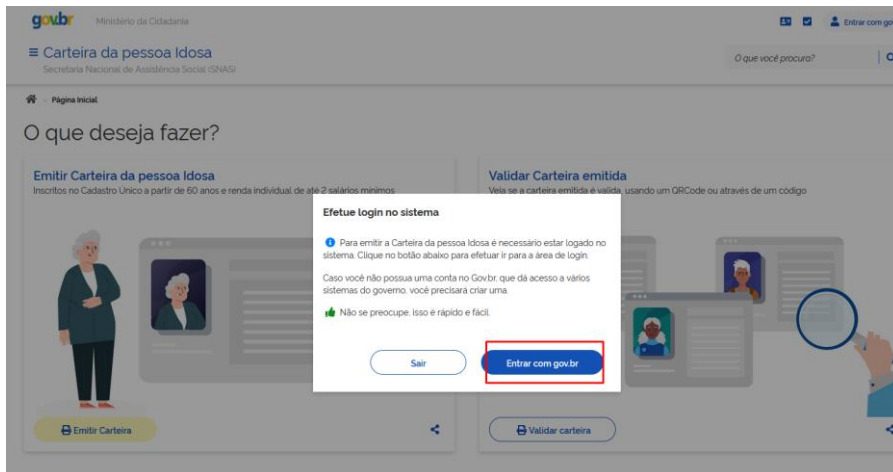 gov.br Ministério da Cidadania Entrar com gov
Carteira da pessoa Idosa
Secretaria Nacional de Assistência Social (SNAS)
O que você procura?
Página Inicial
O que deseja fazer?
Emitir Carteira da pessoa Idosa
Inscritos no Cadastro Único a partir de 60 anos e renda individual de até 2 salários mínimos
Validar Carteira emitida
Veja se a carteira emitida é valida, usando um QRCode ou através de um código
Efetue login no sistema
Para emitir a Carteira da pessoa Idosa é necessário estar logado no
sistema. Clique no botão abaixo para efetuar ir para a área de login.
Caso você não possua uma conta no Gov.br, que dá acesso a vários
sistemas do governo, você precisará criar uma.
Não se preocupe, isso é rápido e fácil.
Sair
Entrar com gov.br
Emitir Carteira
Validar carteira